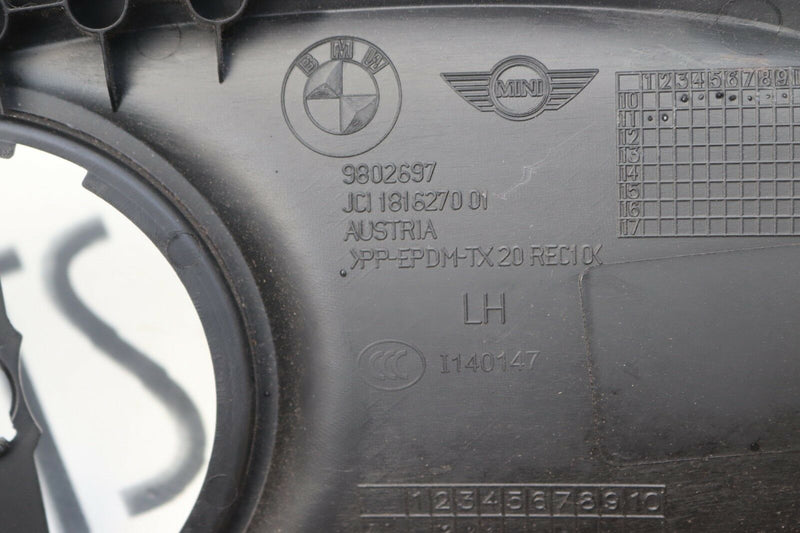 BMW
MINI
1 2 3 4 5 6 7 8 9 1
10
11
12
13
14
15
16
17
9802697
JCI 1816270 01
AUSTRIA
>PP-EPDM-TX 20 REC10<
LH
CCC I140147
1 2 3 4 5 6 7 8 9 10